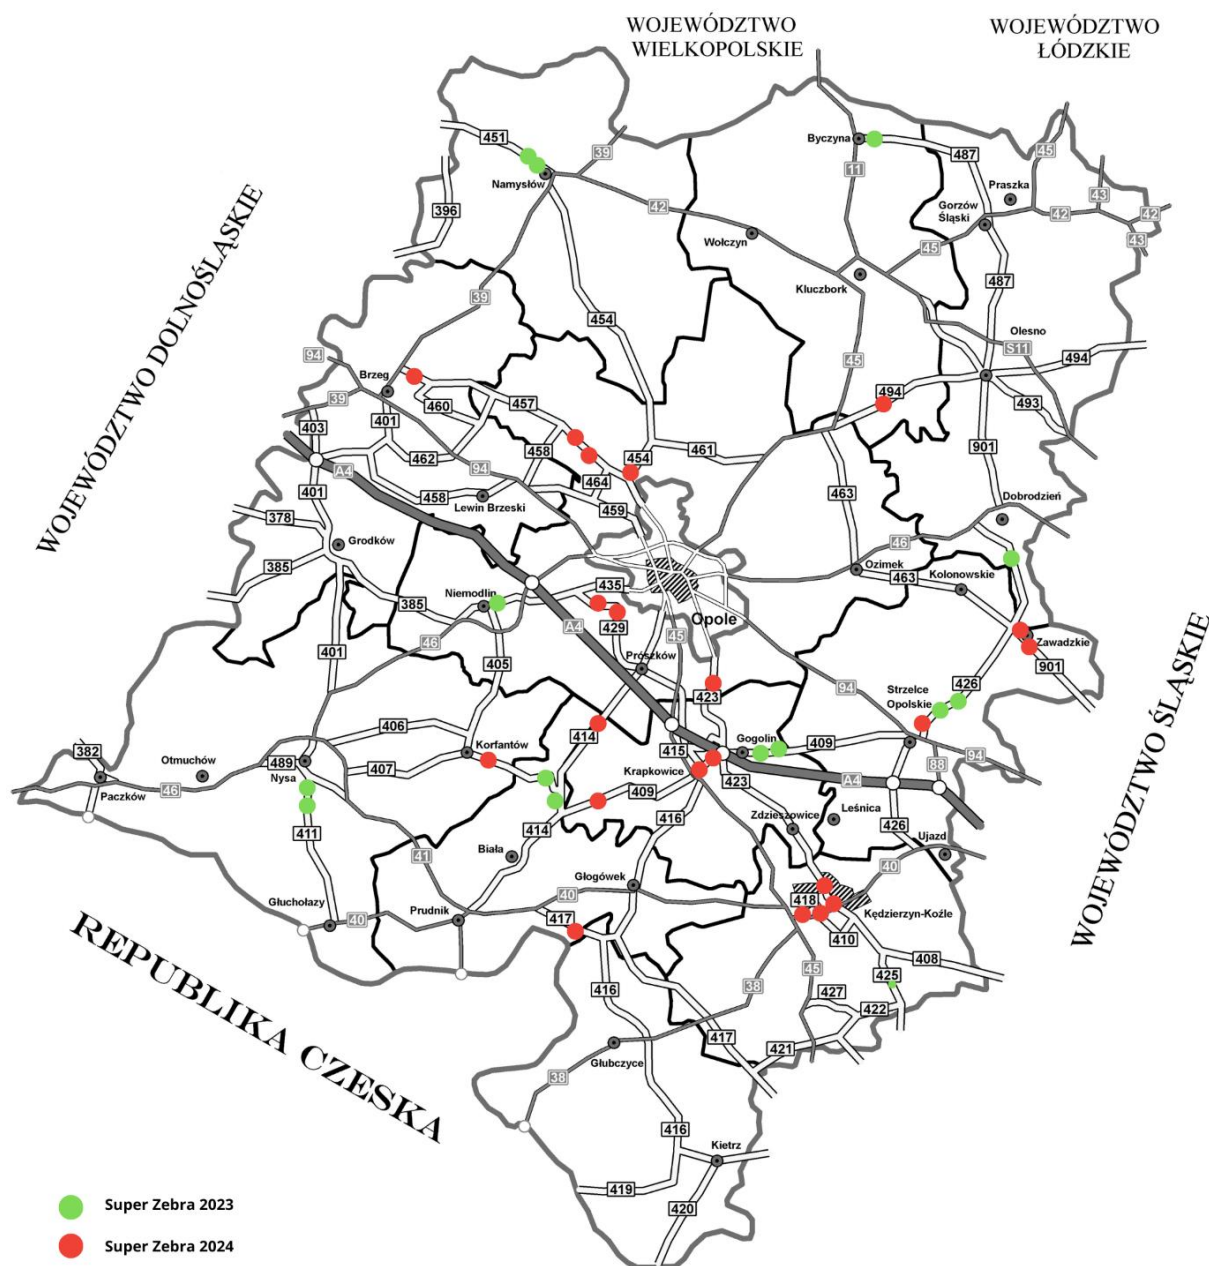 WOJEWÓDZTWO
WIELKOPOLSKIE
WOJEWÓDZTWO
ŁÓDZKIE
451
39
Byczyna
487
45
Namysłów
11
Praszka
43
396
42
Gorzów
Śląski
42
42
43
Wołczyn
45
WOJEWÓDZTWO DOLNOŚLĄSKIE
Kluczbork
487
39
454
Olesno
94
45
S11
494
Brzeg
39
460
457
494
493
401
403
454
461
901
462
458
A4
94
464
401
458
463
Lewin Brzeski
459
Dobrodzień
378
Grodków
46
385
Ozimek
463
Kolonowskie
435
385
Niemodlin
Opole
A4
429
45
46
401
Zawadzkie
405
Prószków
901
94
426
423
Strzelce
Opolskie
406
414
382
Korfantów
415
Gogolin
409
94
Otmuchów
489
407
88
Nysa
Krapkowice
423
A4
46
Paczków
409
416
Leśnica
411
414
Zdzieszowice
426
Ujazd
Biała
41
40
Głogówek
40
418
Głuchołazy
Kędzierzyn-Koźle
40
Prudnik
417
410
408
45
425
REPUBLIKA CZESKA
416
38
427
422
WOJEWÓDZTWO ŚLĄSKIE
417
Głubczyce
421
38
416
Kietrz
419
420
Super Zebra 2023
Super Zebra 2024